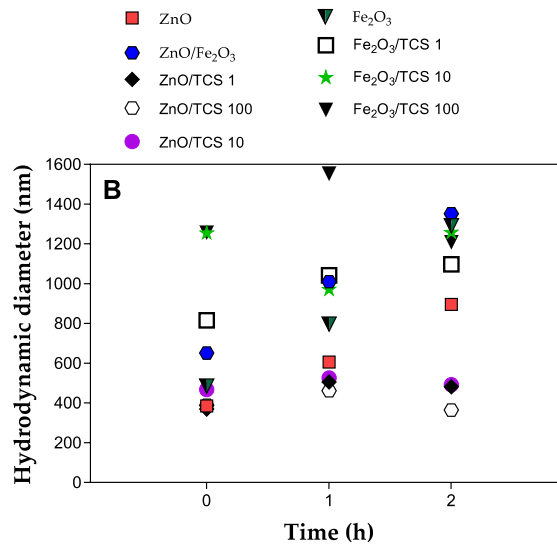 ZnO
Fe₂O₃
ZnO/Fe₂O₃
Fe₂O₃/TCS 1
ZnO/TCS 1
Fe₂O₃/TCS 10
ZnO/TCS 100
Fe₂O₃/TCS 100
ZnO/TCS 10
B
Hydrodynamic diameter (nm)
1600
1400
1200
1000
800
600
400
200
0
0 1 2
Time (h)